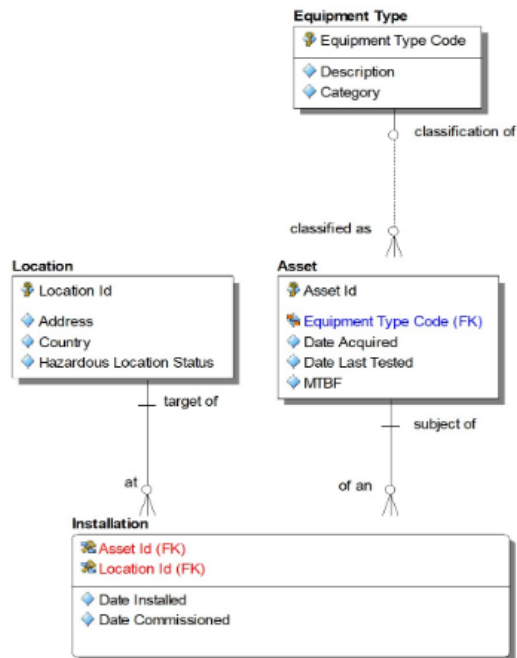 Equipment Type
Equipment Type Code
Description
Category
classification of
classified as
Location
Location Id
Address
Country
Hazardous Location Status
Asset
Asset Id
Equipment Type Code (FK)
Date Acquired
Date Last Tested
MTBF
target of
subject of
at
of an
Installation
Asset Id (FK)
Location Id (FK)
Date Installed
Date Commissioned